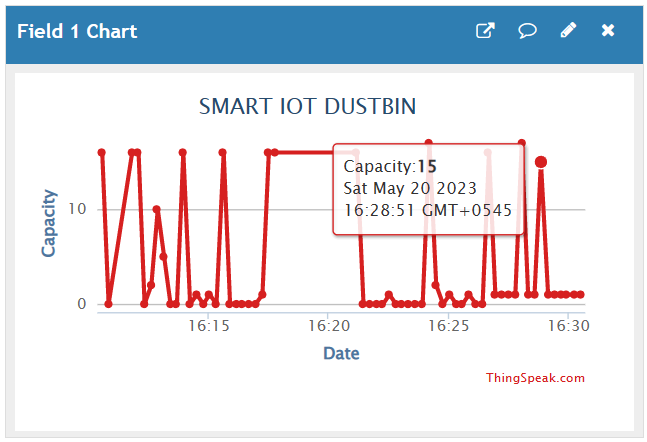 Field 1 Chart
SMART IOT DUSTBIN
Capacity:15
Sat May 20 2023
16:28:51 GMT+0545
Capacity
10
0
16:15 16:20 16:25 16:30
Date
ThingSpeak.com